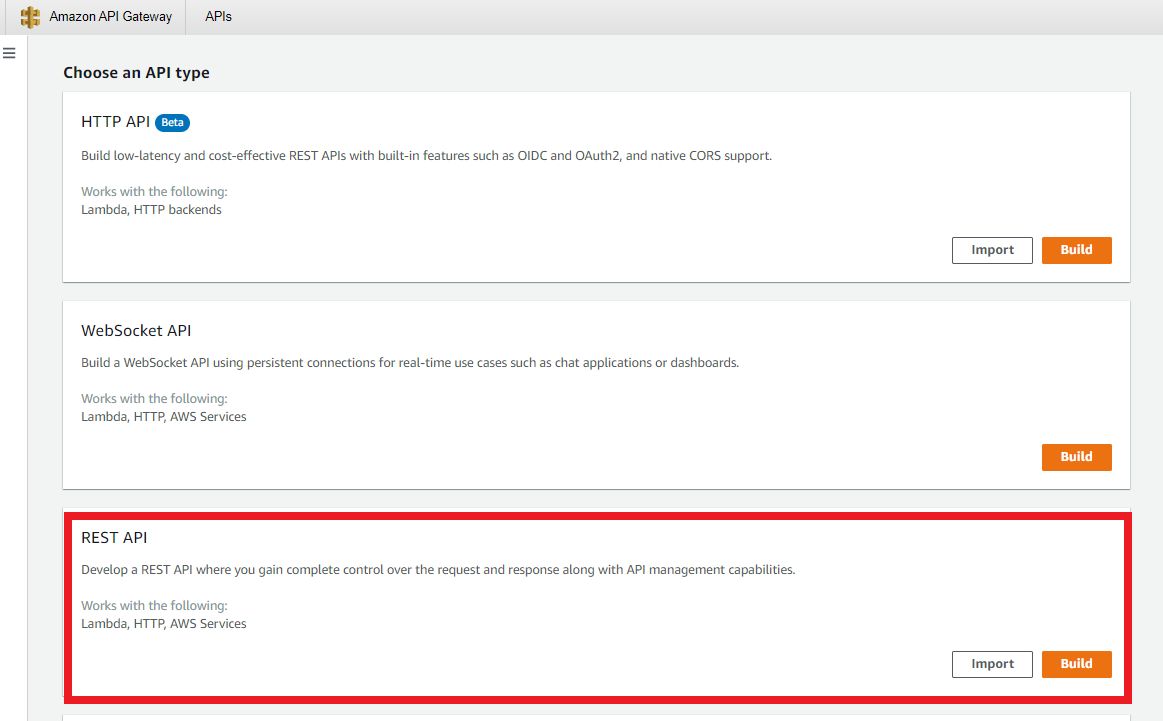 Amazon API Gateway APIs
Choose an API type
HTTP API Beta
Build low-latency and cost-effective REST APIs with built-in features such as OIDC and OAuth2, and native CORS support.
Works with the following:
Lambda, HTTP backends
Import Build
WebSocket API
Build a WebSocket API using persistent connections for real-time use cases such as chat applications or dashboards.
Works with the following:
Lambda, HTTP, AWS Services
Build
REST API
Develop a REST API where you gain complete control over the request and response along with API management capabilities.
Works with the following:
Lambda, HTTP, AWS Services
Import Build